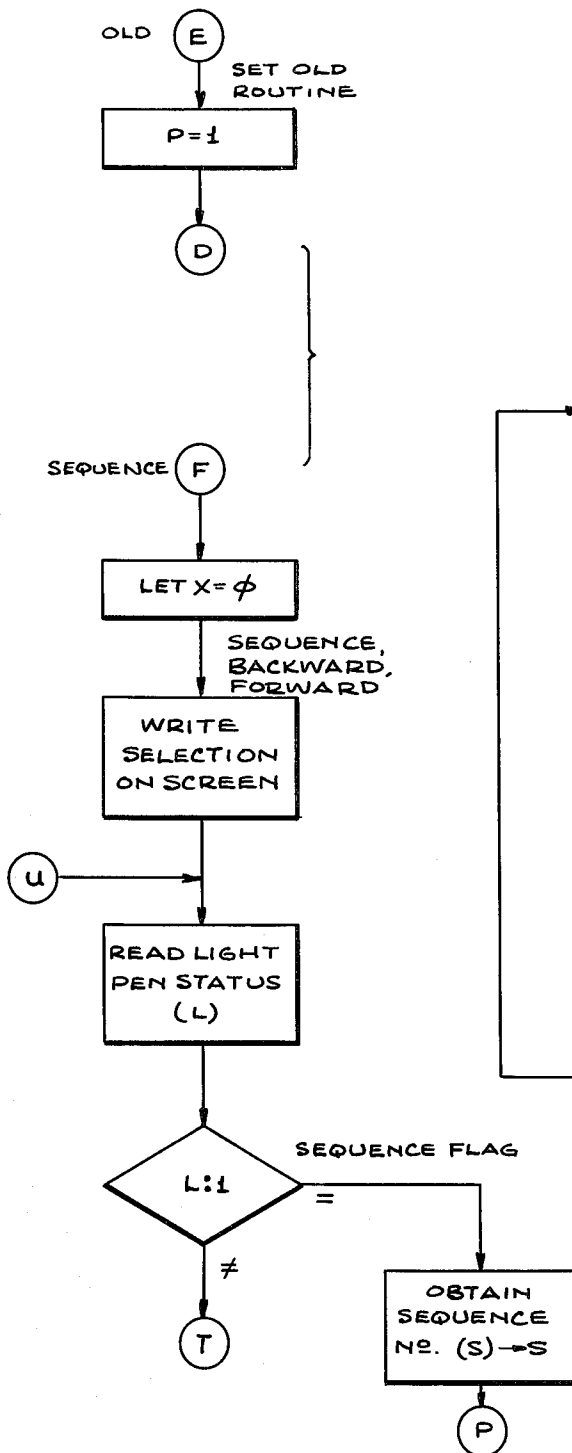 OLD
E
SET OLD
ROUTINE
P=1
D
SEQUENCE
F
LET X=ϕ
SEQUENCE,
BACKWARD,
FORWARD
WRITE
SELECTION
ON SCREEN
U
READ LIGHT
PEN STATUS
(L)
SEQUENCE FLAG
L:1
=
≠
T
OBTAIN
SEQUENCE
Nº. (S)→S
P